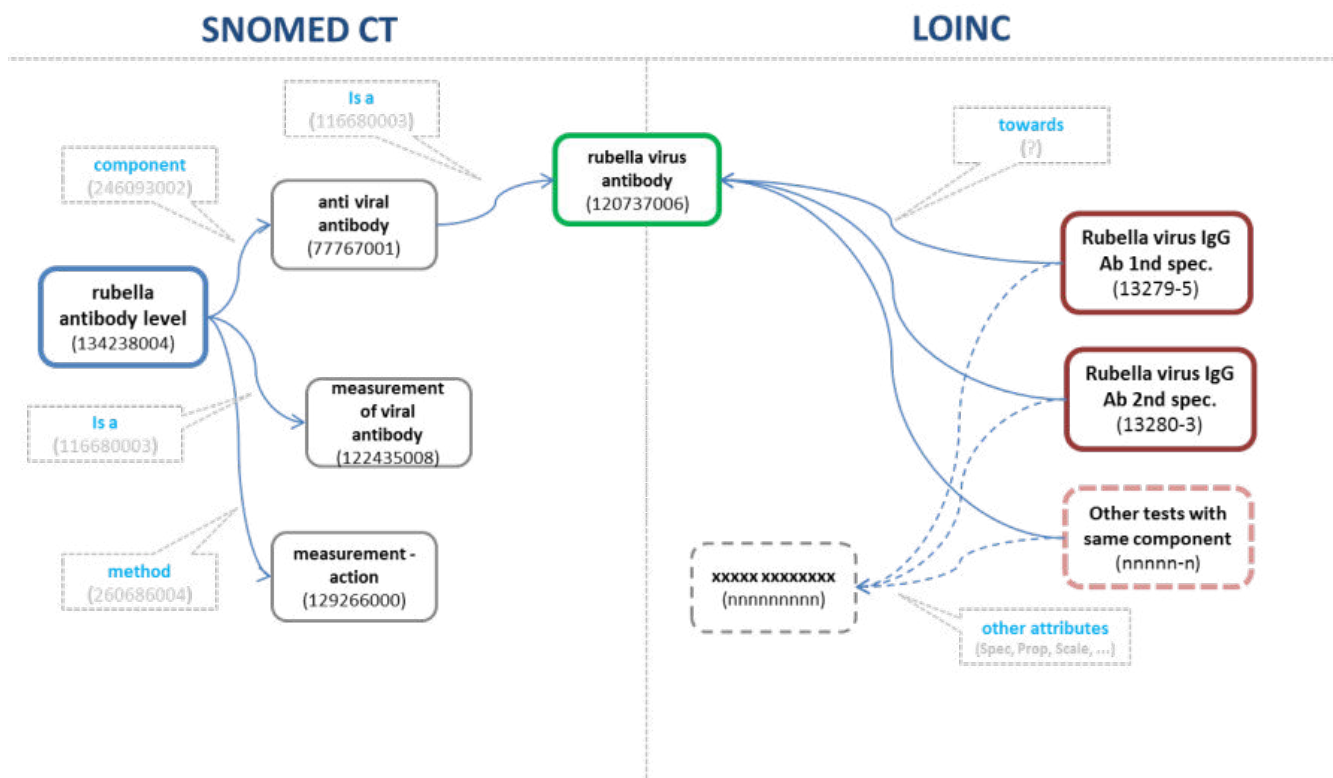 SNOMED CT
LOINC
Is a
(116680003)
towards
(?)
component
(246093002)
rubella virus
antibody
(120737006)
anti viral
antibody
(77767001)
Rubella virus IgG
Ab 1nd spec.
(13279-5)
rubella
antibody level
(134238004)
measurement
of viral
antibody
(122435008)
Rubella virus IgG
Ab 2nd spec.
(13280-3)
Is a
(116680003)
Other tests with
same component
(nnnnn-n)
method
(260686004)
measurement -
action
(129266000)
xxxxx xxxxxxxx
(nnnnnnnnn)
other attributes
(Spec, Prop, Scale, ...)